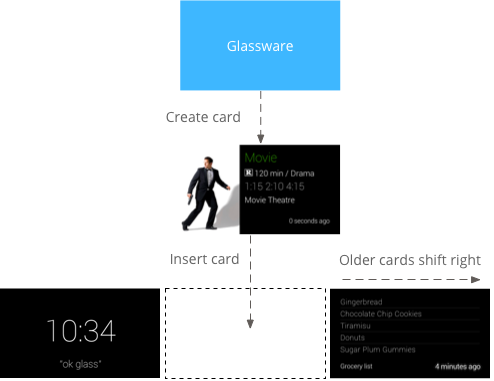 Glassware
Create card
Movie
R 120 min / Drama
1:15 2:10 4:15
Movie Theatre
0 seconds ago
Insert card
Older cards shift right
10:34
"ok glass"
Gingerbread
Chocolate Chip Cookies
Tiramisu
Donuts
Sugar Plum Gummies
Grocery list 4 minutes ago